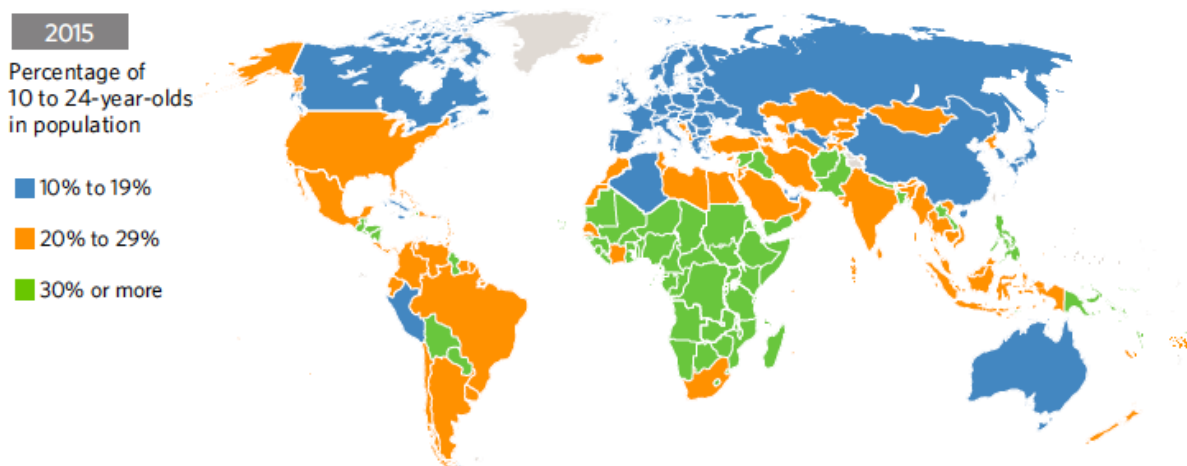 2015
Percentage of
10 to 24-year-olds
in population
10% to 19%
20% to 29%
30% or more